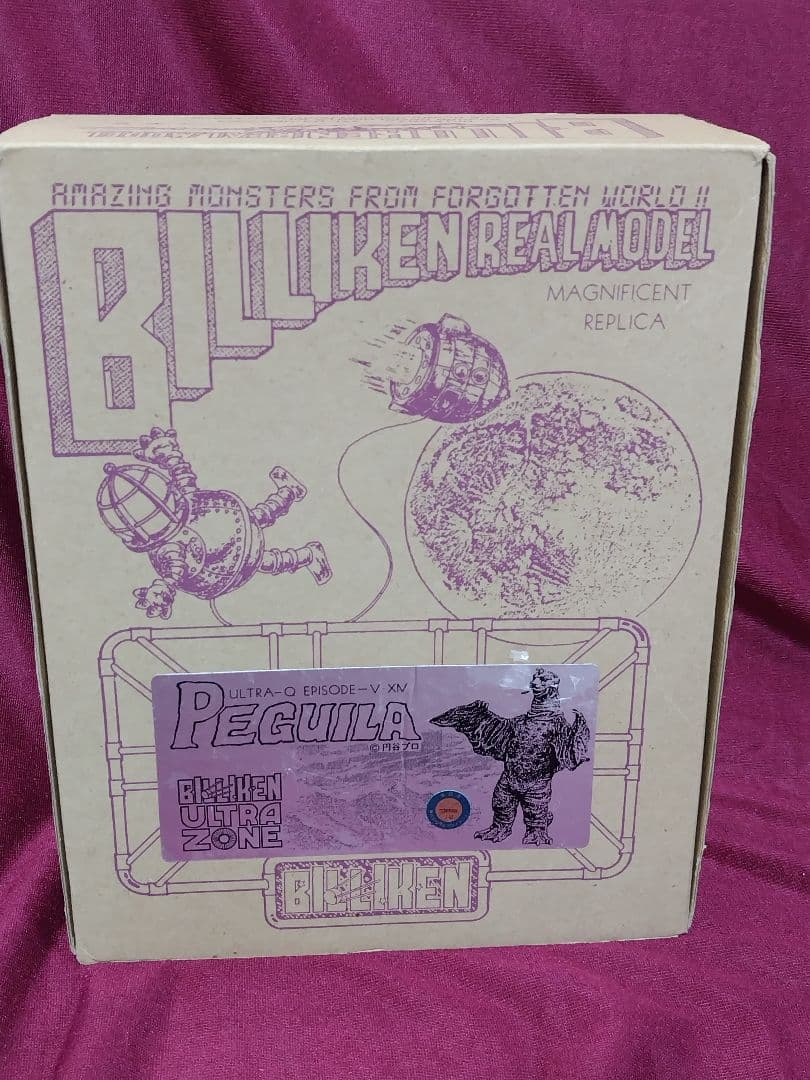 AMAZING MONSTERS FROM FORGOTTEN WORLD !!
BILLIKEN REAL MODEL
MAGNIFICENT
REPLICA
ULTRA-Q EPISODE-V XIV
PEGUILA
©円谷プロ
BILLIKEN
ULTRA
ZONE
BILLIKEN